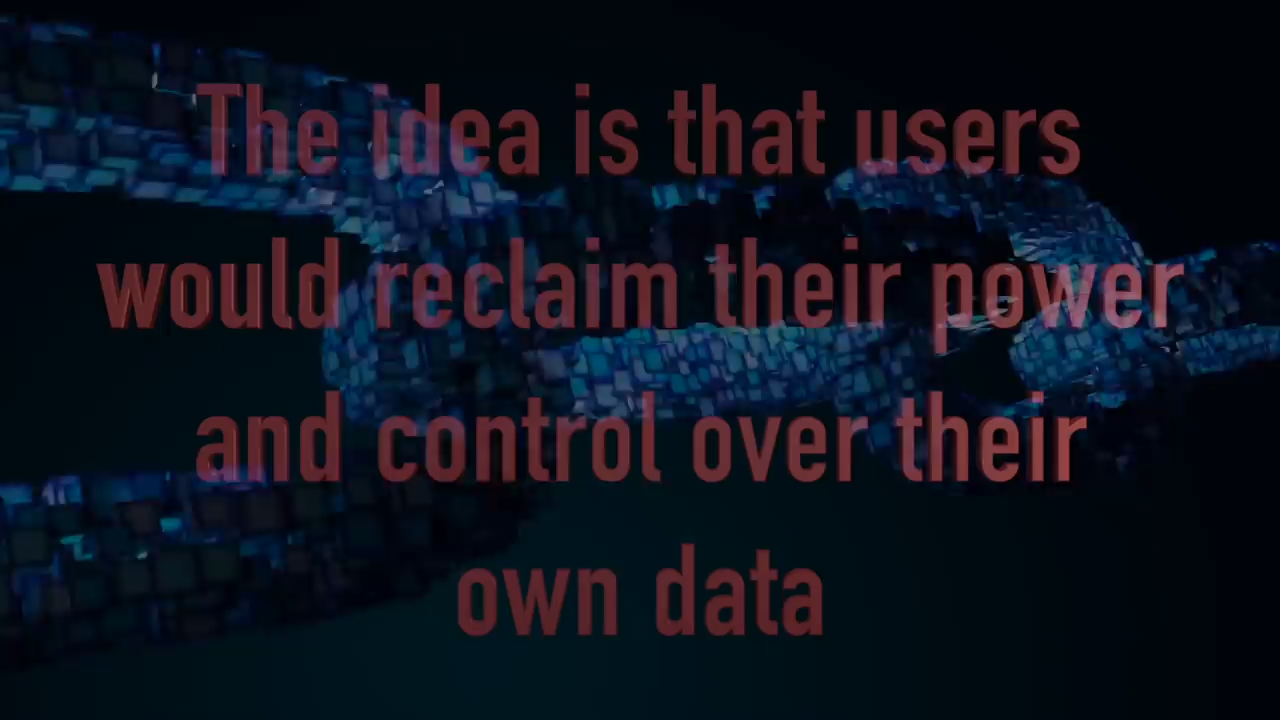 The idea is that users
would reclaim their power
and control over their
own data